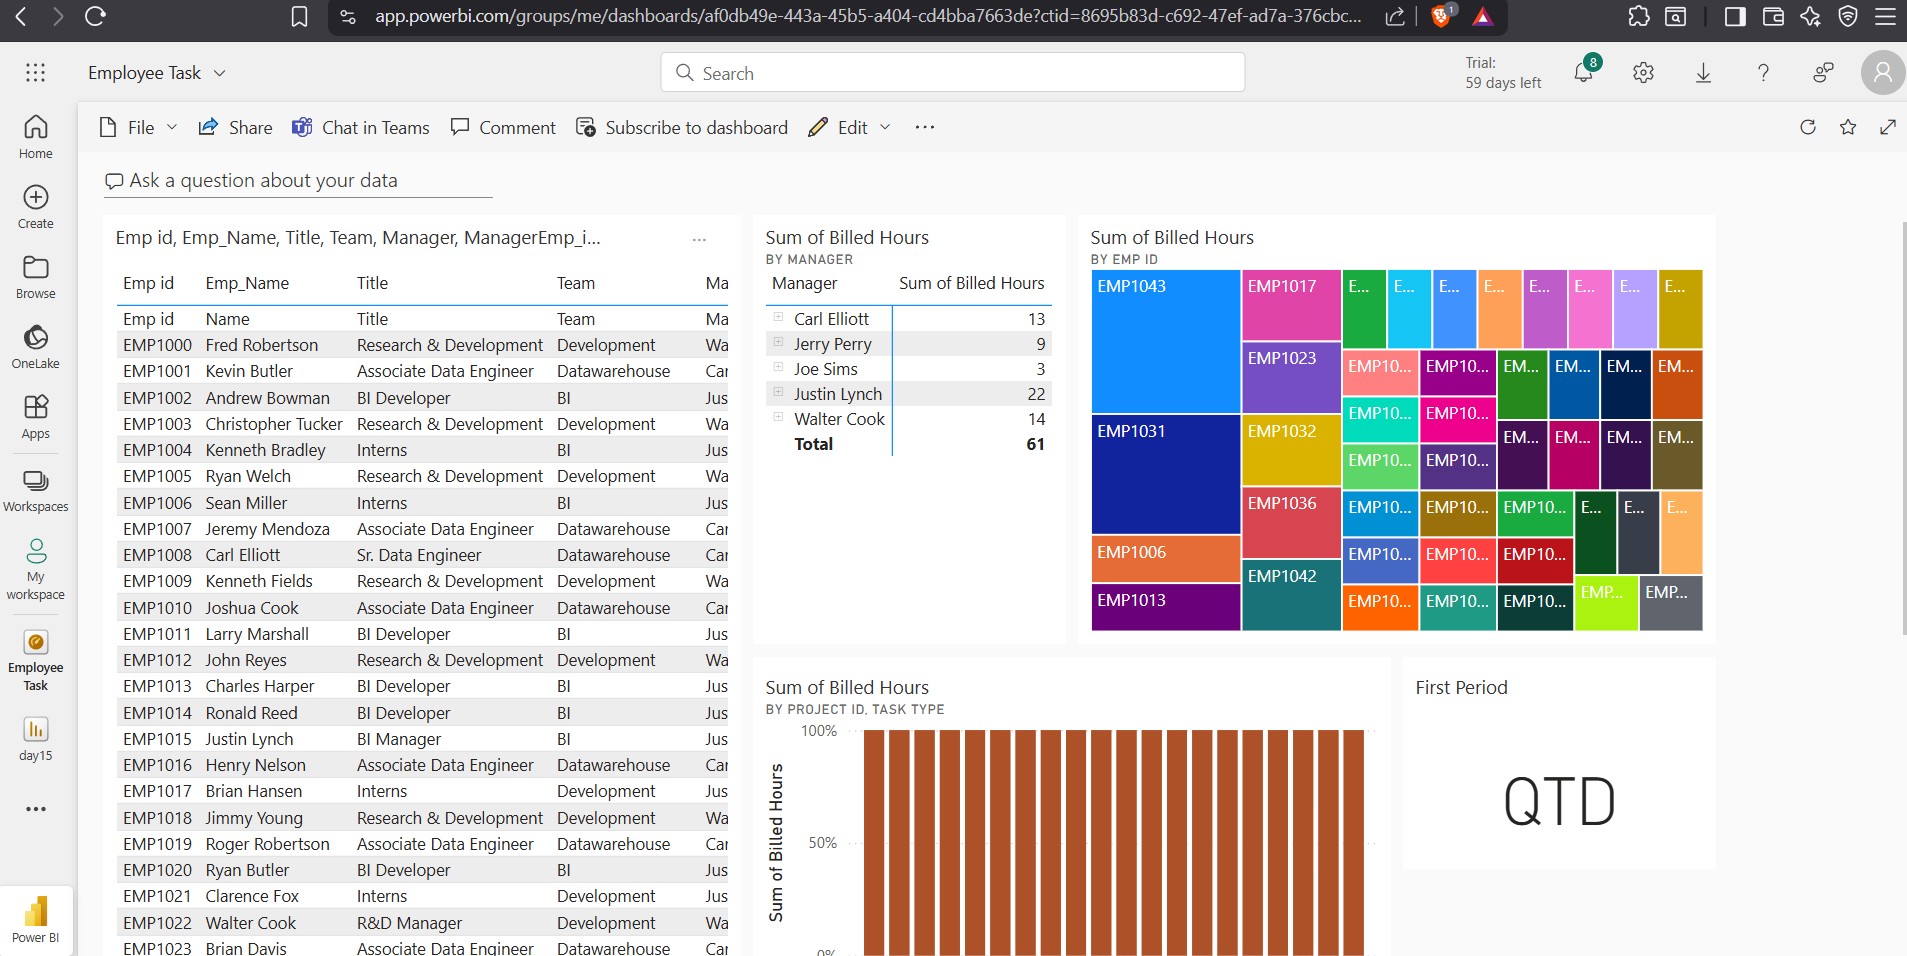 app.powerbi.com/groups/me/dashboards/af0db49e-443a-45b5-a404-cd4bba7663de?ctid=8695b83d-c692-47ef-ad7a-376cbc...
1
Employee Task
Search
Trial:
59 days left
8
File
Share
Chat in Teams
Comment
Subscribe to dashboard
Edit
Home
Create
Browse
OneLake
Apps
Workspaces
My
workspace
Employee
Task
day15
Power BI
Ask a question about your data
Emp id, Emp_Name, Title, Team, Manager, ManagerEmp_i...
Emp id Emp_Name Title Team Ma
Emp id Name Title Team Ma
EMP1000 Fred Robertson Research & Development Development Wa
EMP1001 Kevin Butler Associate Data Engineer Datawarehouse Car
EMP1002 Andrew Bowman BI Developer BI Jus
EMP1003 Christopher Tucker Research & Development Development Wa
EMP1004 Kenneth Bradley Interns BI Jus
EMP1005 Ryan Welch Research & Development Development Wa
EMP1006 Sean Miller Interns BI Jus
EMP1007 Jeremy Mendoza Associate Data Engineer Datawarehouse Car
EMP1008 Carl Elliott Sr. Data Engineer Datawarehouse Car
EMP1009 Kenneth Fields Research & Development Development Wa
EMP1010 Joshua Cook Associate Data Engineer Datawarehouse Car
EMP1011 Larry Marshall BI Developer BI Jus
EMP1012 John Reyes Research & Development Development Wa
EMP1013 Charles Harper BI Developer BI Jus
EMP1014 Ronald Reed BI Developer BI Jus
EMP1015 Justin Lynch BI Manager BI Jus
EMP1016 Henry Nelson Associate Data Engineer Datawarehouse Car
EMP1017 Brian Hansen Interns Development Jus
EMP1018 Jimmy Young Research & Development Development Wa
EMP1019 Roger Robertson Associate Data Engineer Datawarehouse Car
EMP1020 Ryan Butler BI Developer BI Jus
EMP1021 Clarence Fox Interns Development Jus
EMP1022 Walter Cook R&D Manager Development Wa
EMP1023 Brian Davis Associate Data Engineer Datawarehouse Car
Sum of Billed Hours
BY MANAGER
Manager Sum of Billed Hours
Carl Elliott 13
Jerry Perry 9
Joe Sims 3
Justin Lynch 22
Walter Cook 14
Total 61
Sum of Billed Hours
BY EMP ID
EMP1043 EMP1017 E... E... E... E... E... E... E... E...
EMP1023 EMP10... EMP10... EM... EM... EM... EM...
EMP10... EMP10...
EMP1031 EMP1032 EM... EM... EM... EM...
EMP10... EMP10...
EMP1036 EMP10... EMP10... EMP10... E... E... E...
EMP1006 EMP10... EMP10... EMP10...
EMP1042
EMP1013 EMP10... EMP10... EMP10... EMP... EMP...
Sum of Billed Hours
BY PROJECT ID, TASK TYPE
Sum of Billed Hours
100%
50%
0%
First Period
QTD